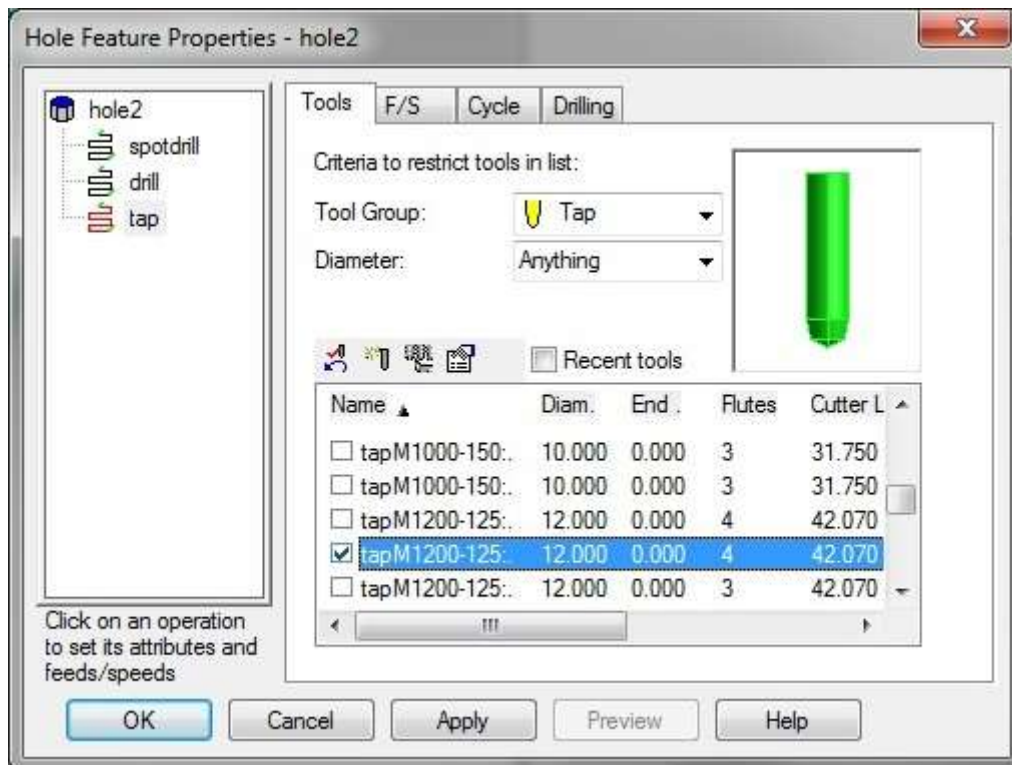 Hole Feature Properties - hole2
hole2
spotdrill
drill
tap
Tools F/S Cycle Drilling
Criteria to restrict tools in list:
Tool Group: Tap
Diameter: Anything
Recent tools
Name Diam. End . Flutes Cutter L
tapM1000-150:. 10.000 0.000 3 31.750
tapM1000-150:. 10.000 0.000 3 31.750
tapM1200-125:. 12.000 0.000 4 42.070
tapM1200-125:. 12.000 0.000 4 42.070
tapM1200-125:. 12.000 0.000 3 42.070
Click on an operation
to set its attributes and
feeds/speeds
OK Cancel Apply Preview Help